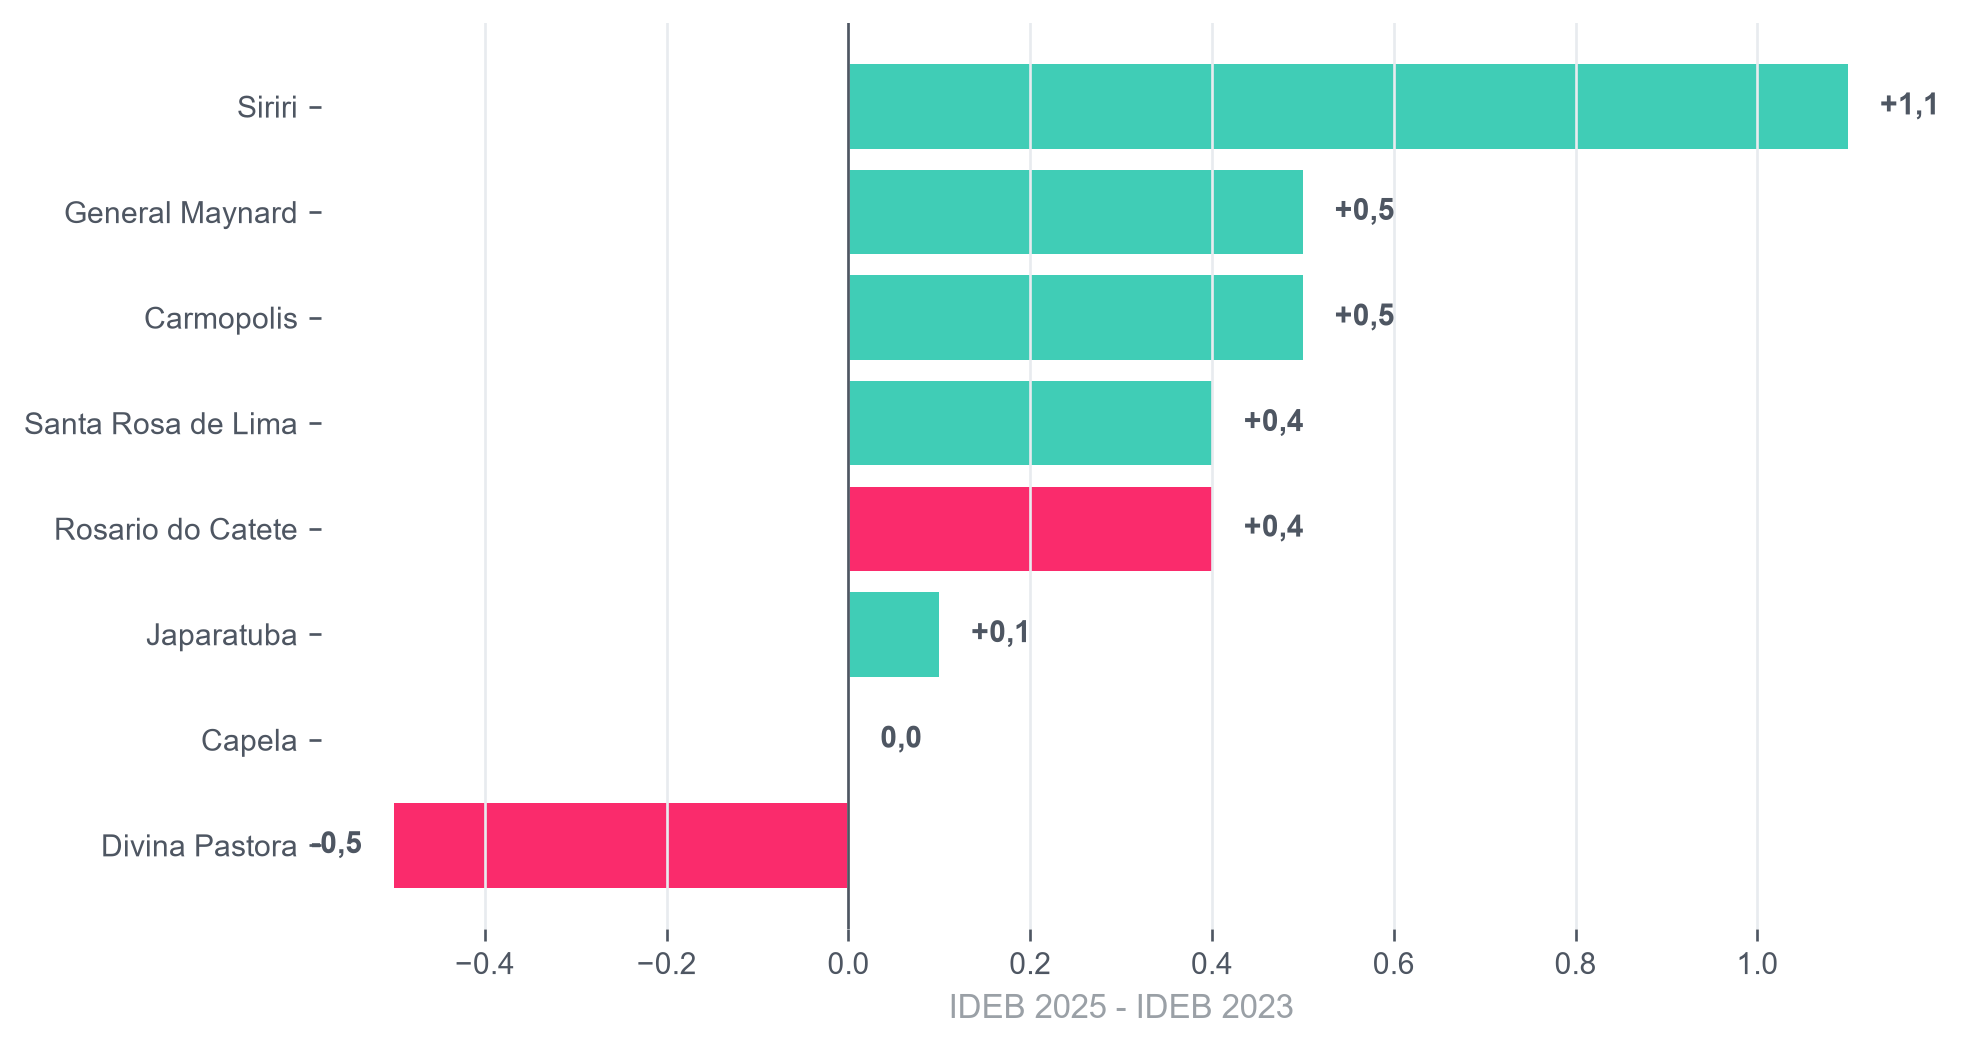 Siriri
+1,1
General Maynard
+0,5
Carmopolis
+0,5
Santa Rosa de Lima
+0,4
Rosario do Catete
+0,4
Japaratuba
+0,1
Capela
0,0
Divina Pastora
-0,5
−0.4 −0.2 0.0 0.2 0.4 0.6 0.8 1.0
IDEB 2025 - IDEB 2023